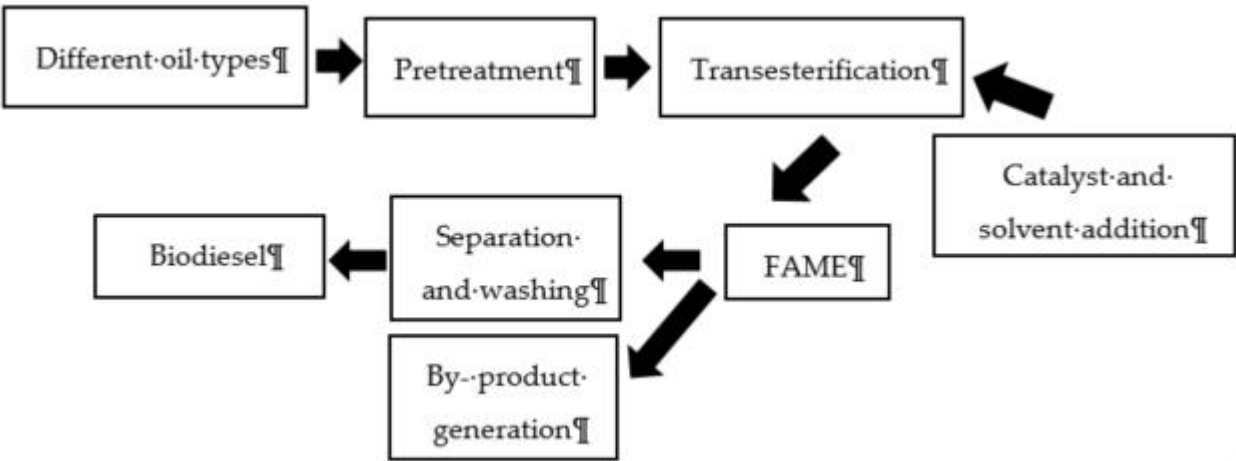 Different·oil·types¶
Pretreatment¶
Transesterification¶
Catalyst·and·
solvent·addition¶
FAME¶
Separation·
and·washing¶
Biodiesel¶
By-·product·
generation¶